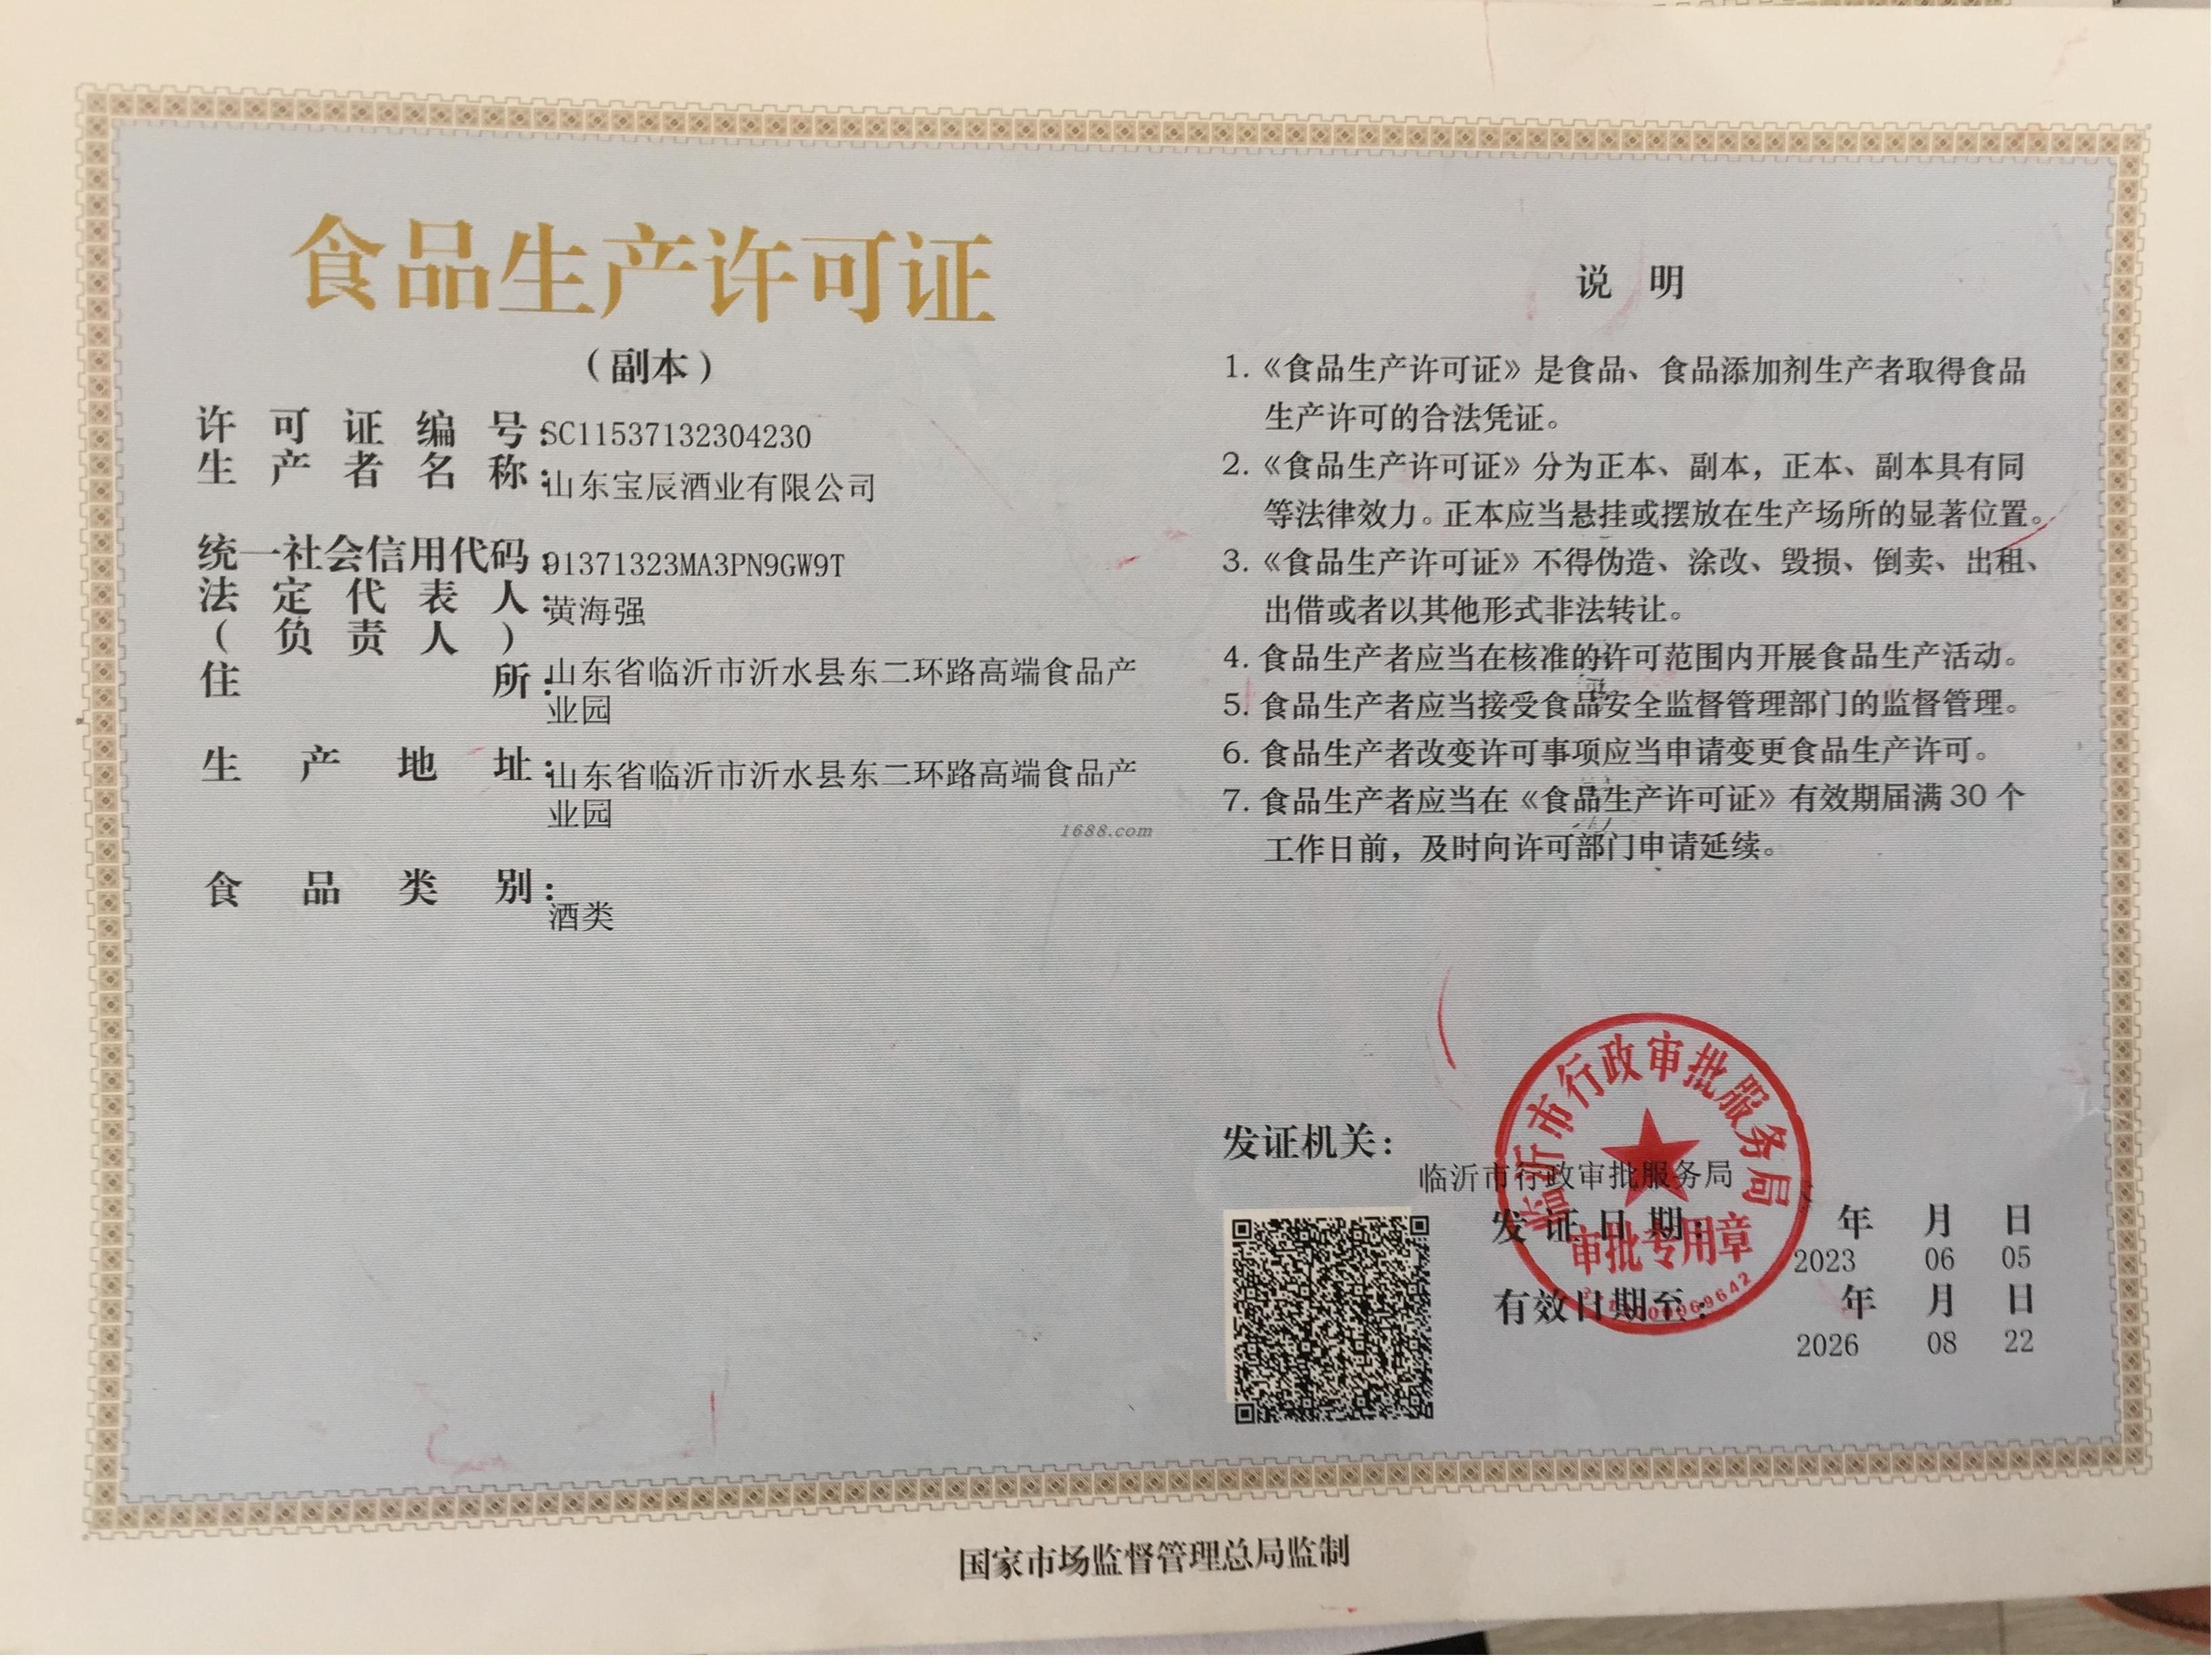 食品生产许可证
（副本）
许可证编号：SC11537132304230
生产者名称：山东宝辰酒业有限公司
统一社会信用代码：91371323MA3PN9GW9T
法定代表人：黄海强
（负责人）
住所：山东省临沂市沂水县东二环路高端食品产
业园
生产地址：山东省临沂市沂水县东二环路高端食品产
业园
食品类别：
酒类
1688.com
说 明
1. 《食品生产许可证》是食品、食品添加剂生产者取得食品
生产许可的合法凭证。
2. 《食品生产许可证》分为正本、副本，正本、副本具有同
等法律效力。正本应当悬挂或摆放在生产场所的显著位置。
3. 《食品生产许可证》不得伪造、涂改、毁损、倒卖、出租、
出借或者以其他形式非法转让。
4. 食品生产者应当在核准的许可范围内开展食品生产活动。
5. 食品生产者应当接受食品安全监督管理部门的监督管理。
6. 食品生产者改变许可事项应当申请变更食品生产许可。
7. 食品生产者应当在《食品生产许可证》有效期届满 30 个
工作日前，及时向许可部门申请延续。
发证机关：
临沂市行政审批服务局
临沂市行政审批服务局
审批专用章
发证日期： 年 月 日
2023 06 05
有效日期至： 年 月 日
2026 08 22
国家市场监督管理总局监制